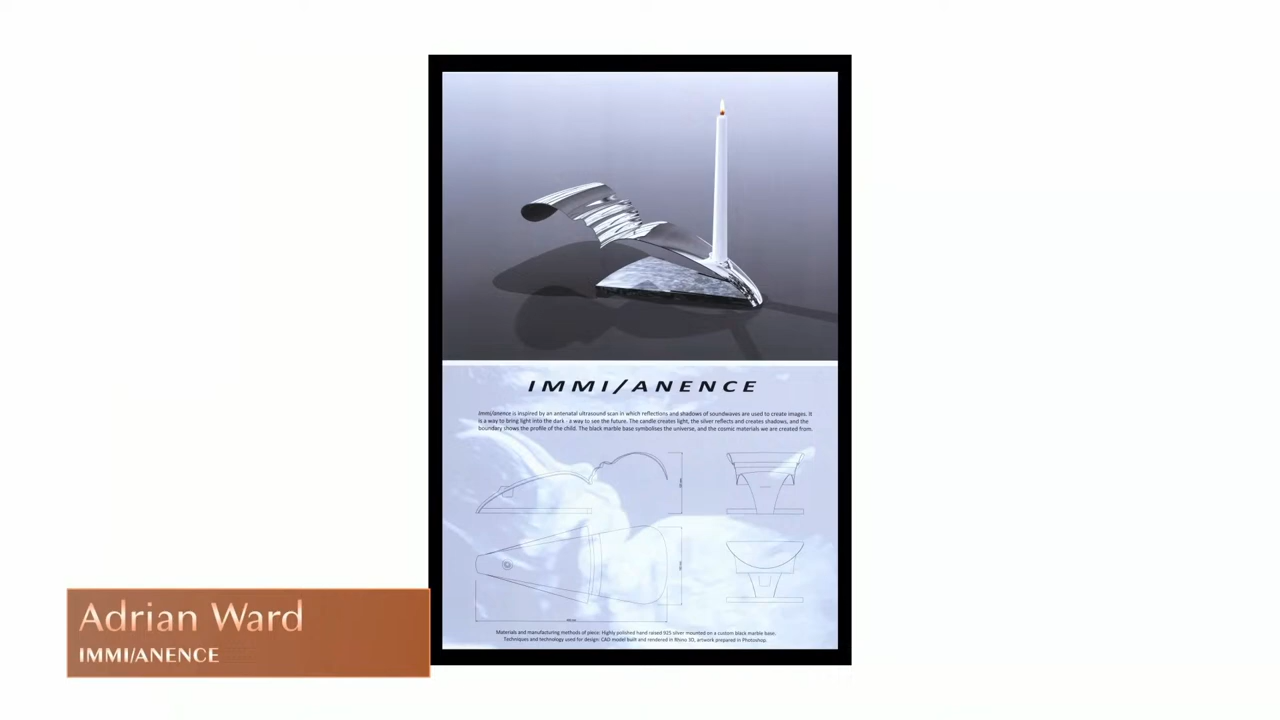 IMMI/ANENCE
Immi/anence is inspired by an antenatal ultrasound scan in which reflections and shadows of soundwaves are used to create images. It
is a way to bring light into the dark - a way to see the future. The candle creates light, the silver reflects and creates shadows, and the
boundary shows the profile of the child. The black marble base symbolises the universe, and the cosmic materials we are created from.
Materials and manufacturing methods of piece: Highly polished hand raised 925 silver mounted on a custom black marble base.
Techniques and technology used for design: CAD model built and rendered in Rhino 3D, artwork prepared in Photoshop.
Adrian Ward
IMMI/ANENCE